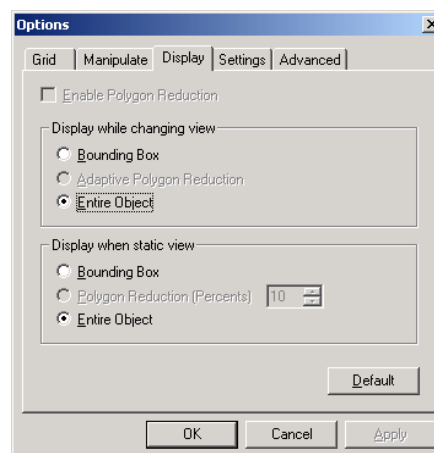 Options
Grid Manipulate Display Settings Advanced
Enable Polygon Reduction
Display while changing view
Bounding Box
Adaptive Polygon Reduction
Entire Object
Display when static view
Bounding Box
Polygon Reduction (Percents) 10
Entire Object
Default
OK Cancel Apply